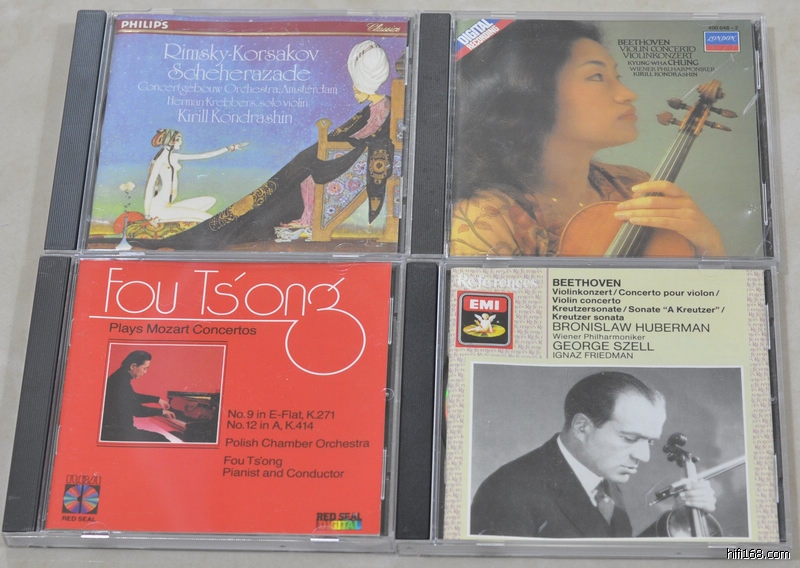 PHILIPS
Classics
Rimsky-Korsakov
Scheherazade
Concertgebouw Orchestra, Amsterdam
Herman Krebbers, solo violin
Kirill Kondrashin
DIGITAL
RECORDING
400 048-2
LONDON
BEETHOVEN
VIOLIN CONCERTO
VIOLINKONZERT
KYUNG WHA CHUNG
WIENER PHILHARMONIKER
KIRILL KONDRASHIN
Fou Ts'ong
Plays Mozart Concertos
No. 9 in E-Flat, K.271
No. 12 in A, K.414
Polish Chamber Orchestra
Fou Ts'ong
Pianist and Conductor
RCA
RED SEAL
RED SEAL
DIGITAL
References
EMI
BEETHOVEN
Violinkonzert/Concerto pour violon/
Violin concerto
Kreutzersonate/Sonate "A Kreutzer"/
Kreutzer sonata
BRONISLAW HUBERMAN
Wiener Philharmoniker
GEORGE SZELL
IGNAZ FRIEDMAN
hifi168.com